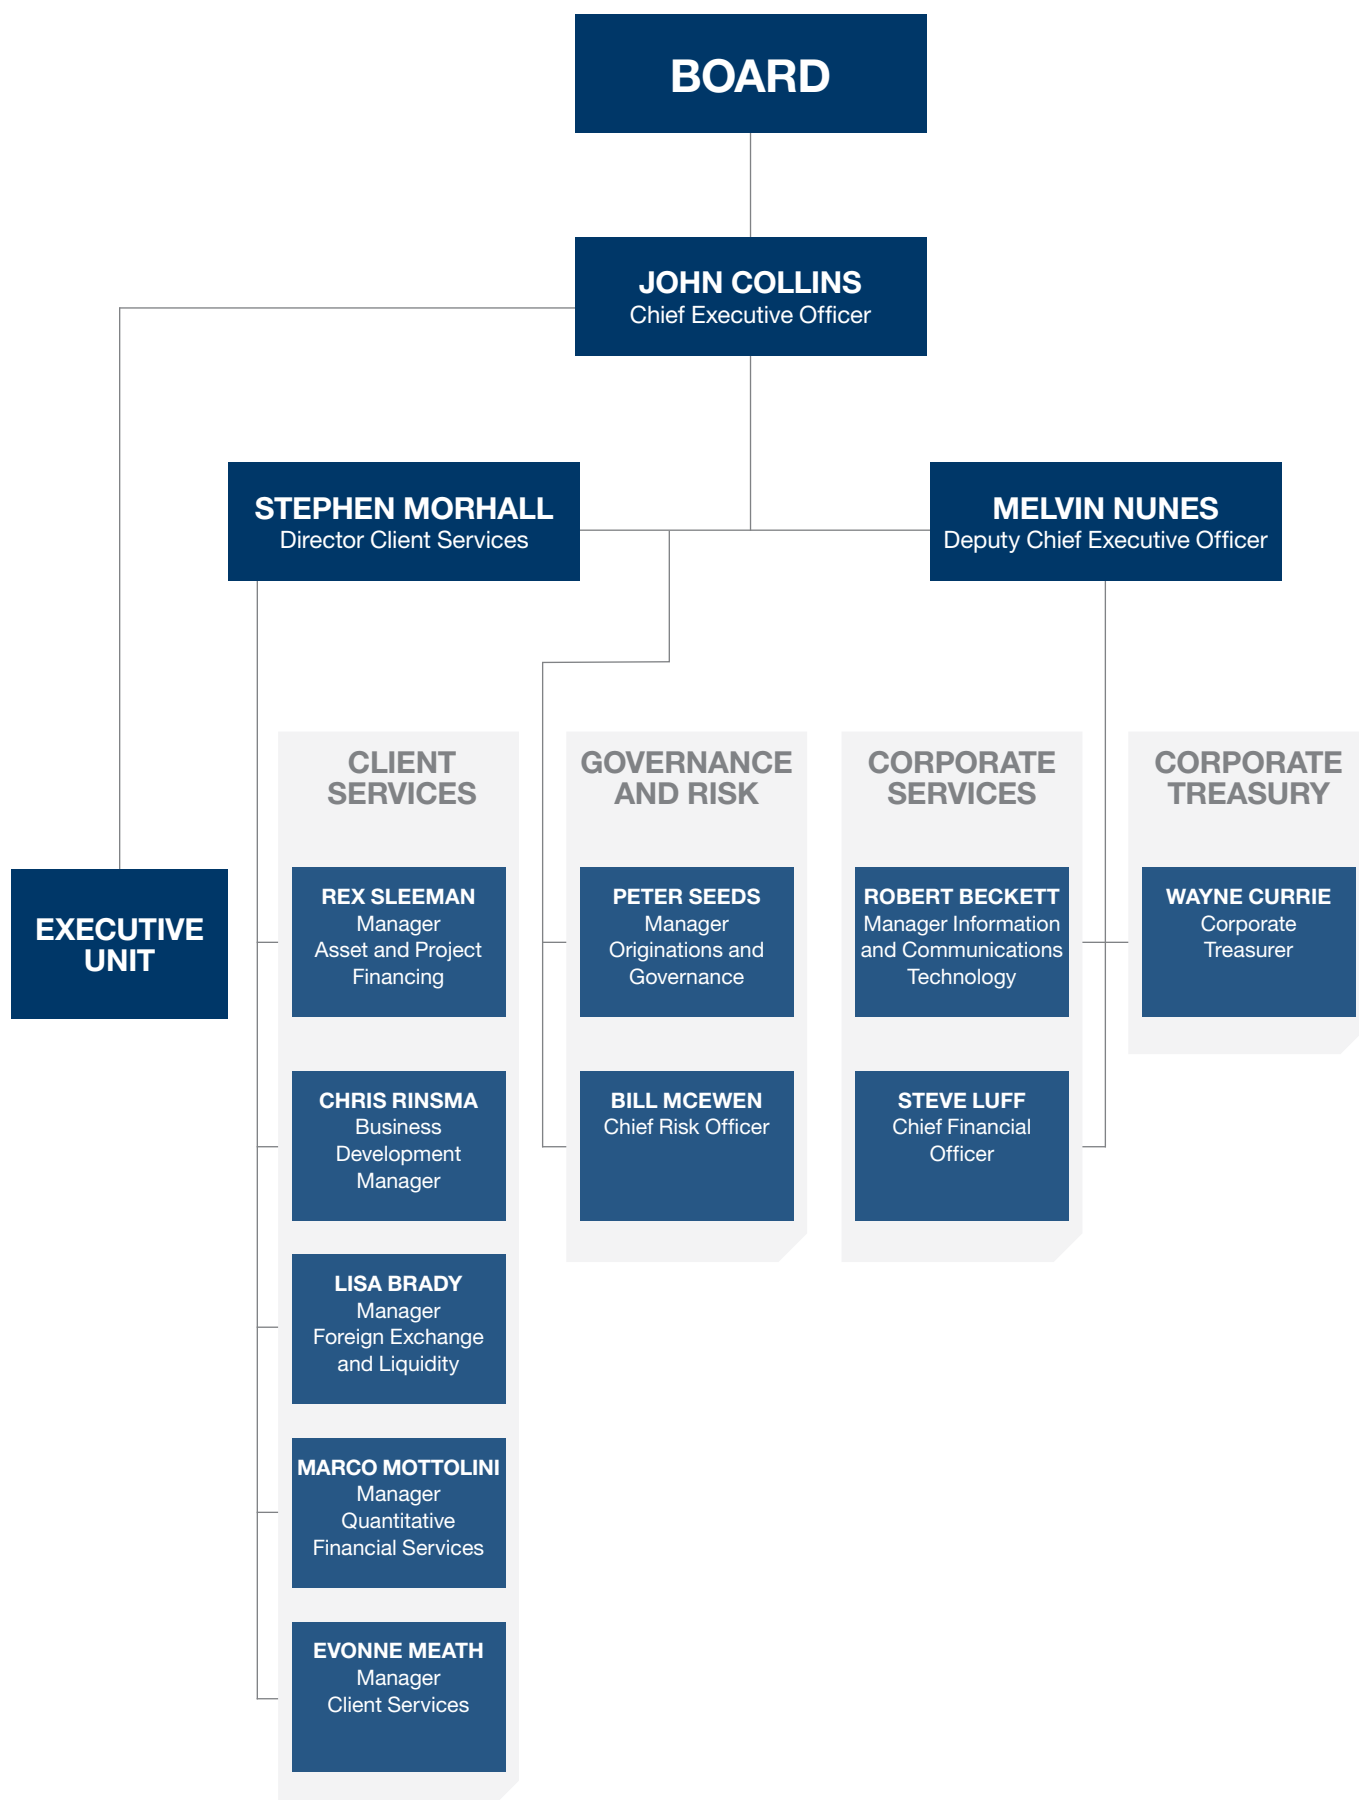 BOARD
JOHN COLLINS
Chief Executive Officer
STEPHEN MORHALL
Director Client Services
MELVIN NUNES
Deputy Chief Executive Officer
EXECUTIVE
UNIT
CLIENT
SERVICES
REX SLEEMAN
Manager
Asset and Project
Financing
CHRIS RINSMA
Business
Development
Manager
LISA BRADY
Manager
Foreign Exchange
and Liquidity
MARCO MOTTOLINI
Manager
Quantitative
Financial Services
EVONNE MEATH
Manager
Client Services
GOVERNANCE
AND RISK
PETER SEEDS
Manager
Originations and
Governance
BILL MCEWEN
Chief Risk Officer
CORPORATE
SERVICES
ROBERT BECKETT
Manager Information
and Communications
Technology
STEVE LUFF
Chief Financial
Officer
CORPORATE
TREASURY
WAYNE CURRIE
Corporate
Treasurer